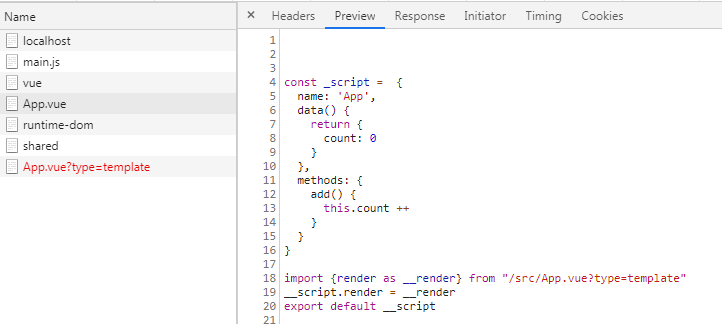 Name
localhost
main.js
vue
App.vue
runtime-dom
shared
App.vue?type=template
× Headers Preview Response Initiator Timing Cookies
1
2
3
4 const _script =  {
5   name: 'App',
6   data() {
7     return {
8       count: 0
9     }
10   },
11   methods: {
12     add() {
13       this.count ++
14     }
15   }
16 }
17
18 import {render as __render} from "/src/App.vue?type=template"
19 __script.render = __render
20 export default __script
21